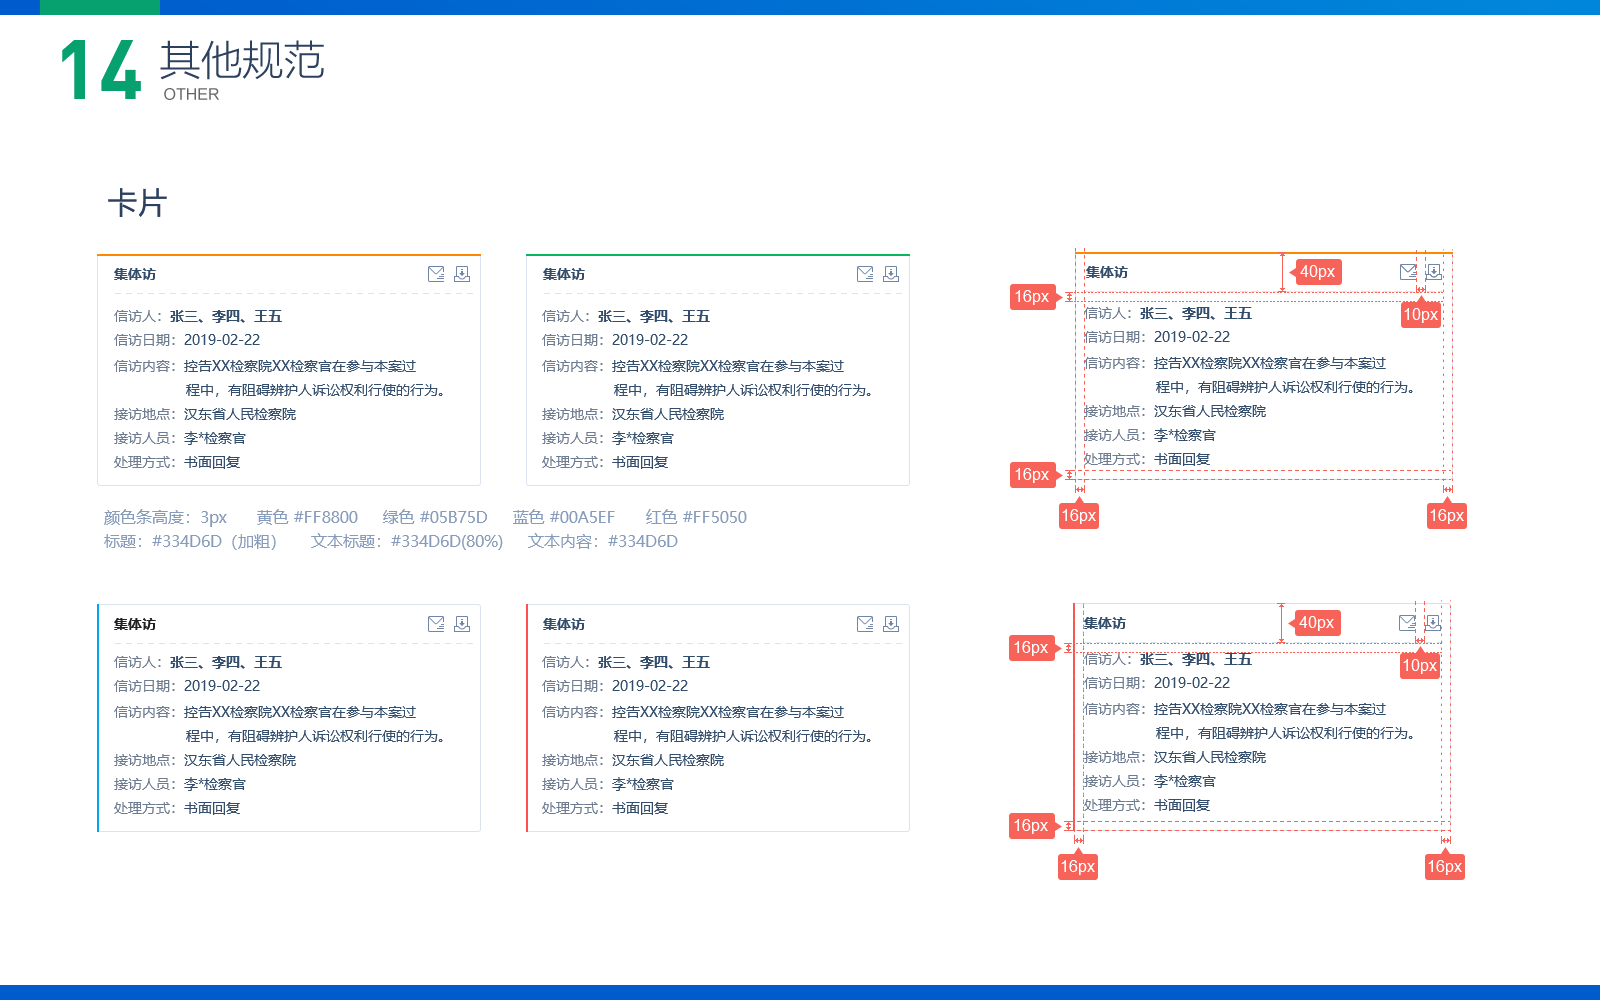 14 其他规范
OTHER
卡片
集体访
信访人：张三、李四、王五
信访日期：2019-02-22
信访内容：控告XX检察院XX检察官在参与本案过
程中，有阻碍辨护人诉讼权利行使的行为。
接访地点：汉东省人民检察院
接访人员：李*检察官
处理方式：书面回复
集体访
信访人：张三、李四、王五
信访日期：2019-02-22
信访内容：控告XX检察院XX检察官在参与本案过
程中，有阻碍辨护人诉讼权利行使的行为。
接访地点：汉东省人民检察院
接访人员：李*检察官
处理方式：书面回复
集体访
40px
16px
10px
信访人：张三、李四、王五
信访日期：2019-02-22
信访内容：控告XX检察院XX检察官在参与本案过
程中，有阻碍辨护人诉讼权利行使的行为。
接访地点：汉东省人民检察院
接访人员：李*检察官
处理方式：书面回复
16px
16px
16px
颜色条高度：3px 黄色 #FF8800 绿色 #05B75D 蓝色 #00A5EF 红色 #FF5050
标题：#334D6D（加粗） 文本标题：#334D6D(80%) 文本内容：#334D6D
集体访
信访人：张三、李四、王五
信访日期：2019-02-22
信访内容：控告XX检察院XX检察官在参与本案过
程中，有阻碍辨护人诉讼权利行使的行为。
接访地点：汉东省人民检察院
接访人员：李*检察官
处理方式：书面回复
集体访
信访人：张三、李四、王五
信访日期：2019-02-22
信访内容：控告XX检察院XX检察官在参与本案过
程中，有阻碍辨护人诉讼权利行使的行为。
接访地点：汉东省人民检察院
接访人员：李*检察官
处理方式：书面回复
集体访
40px
16px
10px
信访人：张三、李四、王五
信访日期：2019-02-22
信访内容：控告XX检察院XX检察官在参与本案过
程中，有阻碍辨护人诉讼权利行使的行为。
接访地点：汉东省人民检察院
接访人员：李*检察官
处理方式：书面回复
16px
16px
16px